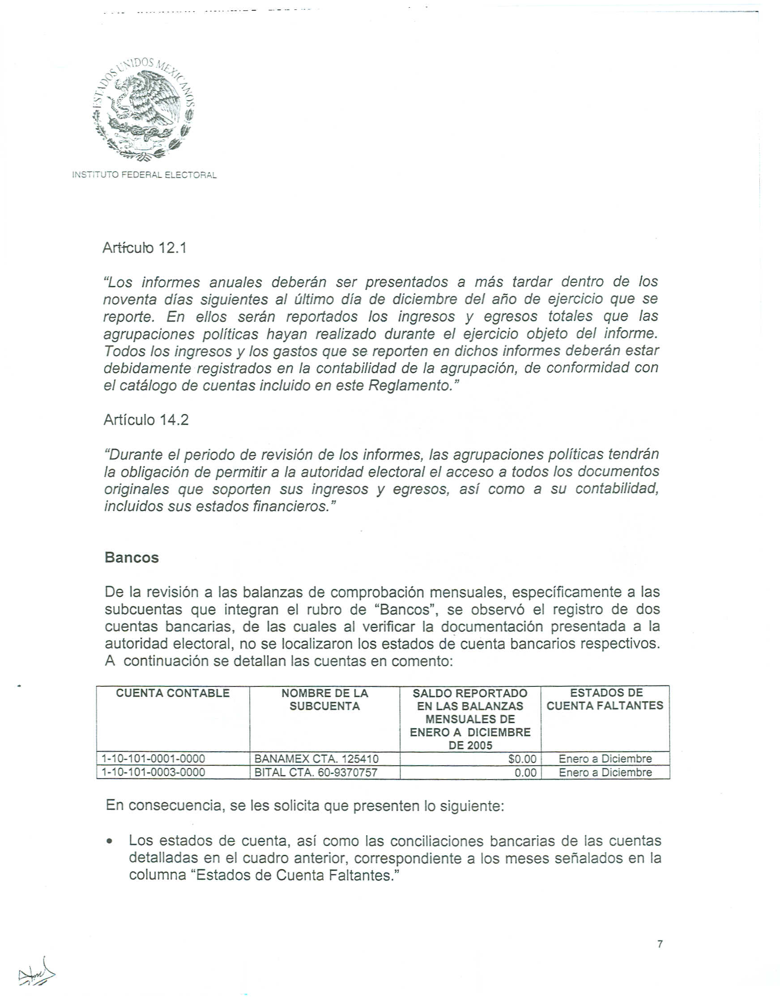 ESTADOS UNIDOS MEXICANOS
INSTITUTO FEDERAL ELECTORAL
Artículo 12.1
“Los informes anuales deberán ser presentados a más tardar dentro de los
noventa días siguientes al último día de diciembre del año de ejercicio que se
reporte. En ellos serán reportados los ingresos y egresos totales que las
agrupaciones políticas hayan realizado durante el ejercicio objeto del informe.
Todos los ingresos y los gastos que se reporten en dichos informes deberán estar
debidamente registrados en la contabilidad de la agrupación, de conformidad con
el catálogo de cuentas incluido en este Reglamento.”
Artículo 14.2
“Durante el periodo de revisión de los informes, las agrupaciones políticas tendrán
la obligación de permitir a la autoridad electoral el acceso a todos los documentos
originales que soporten sus ingresos y egresos, así como a su contabilidad,
incluidos sus estados financieros.”
Bancos
De la revisión a las balanzas de comprobación mensuales, específicamente a las
subcuentas que integran el rubro de “Bancos”, se observó el registro de dos
cuentas bancarias, de las cuales al verificar la documentación presentada a la
autoridad electoral, no se localizaron los estados de cuenta bancarios respectivos.
A continuación se detallan las cuentas en comento:
CUENTA CONTABLE NOMBRE DE LA SUBCUENTA SALDO REPORTADO EN LAS BALANZAS MENSUALES DE ENERO A DICIEMBRE DE 2005 ESTADOS DE CUENTA FALTANTES
1-10-101-0001-0000 BANAMEX CTA. 125410 $0.00 Enero a Diciembre
1-10-101-0003-0000 BITAL CTA. 60-9370757 0.00 Enero a Diciembre
En consecuencia, se les solicita que presenten lo siguiente:
• Los estados de cuenta, así como las conciliaciones bancarias de las cuentas
detalladas en el cuadro anterior, correspondiente a los meses señalados en la
columna “Estados de Cuenta Faltantes.”
7